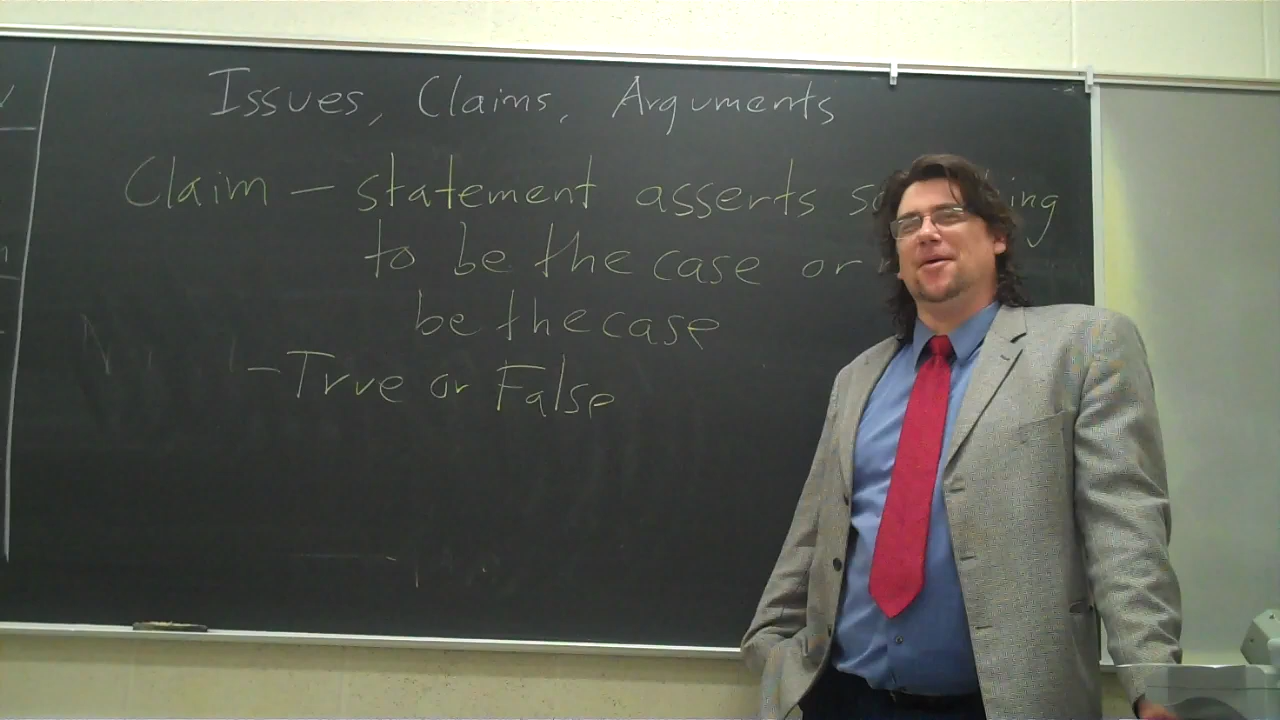 Issues, Claims, Arguments
Claim — statement asserts
to be the case or
be the case
- True or False